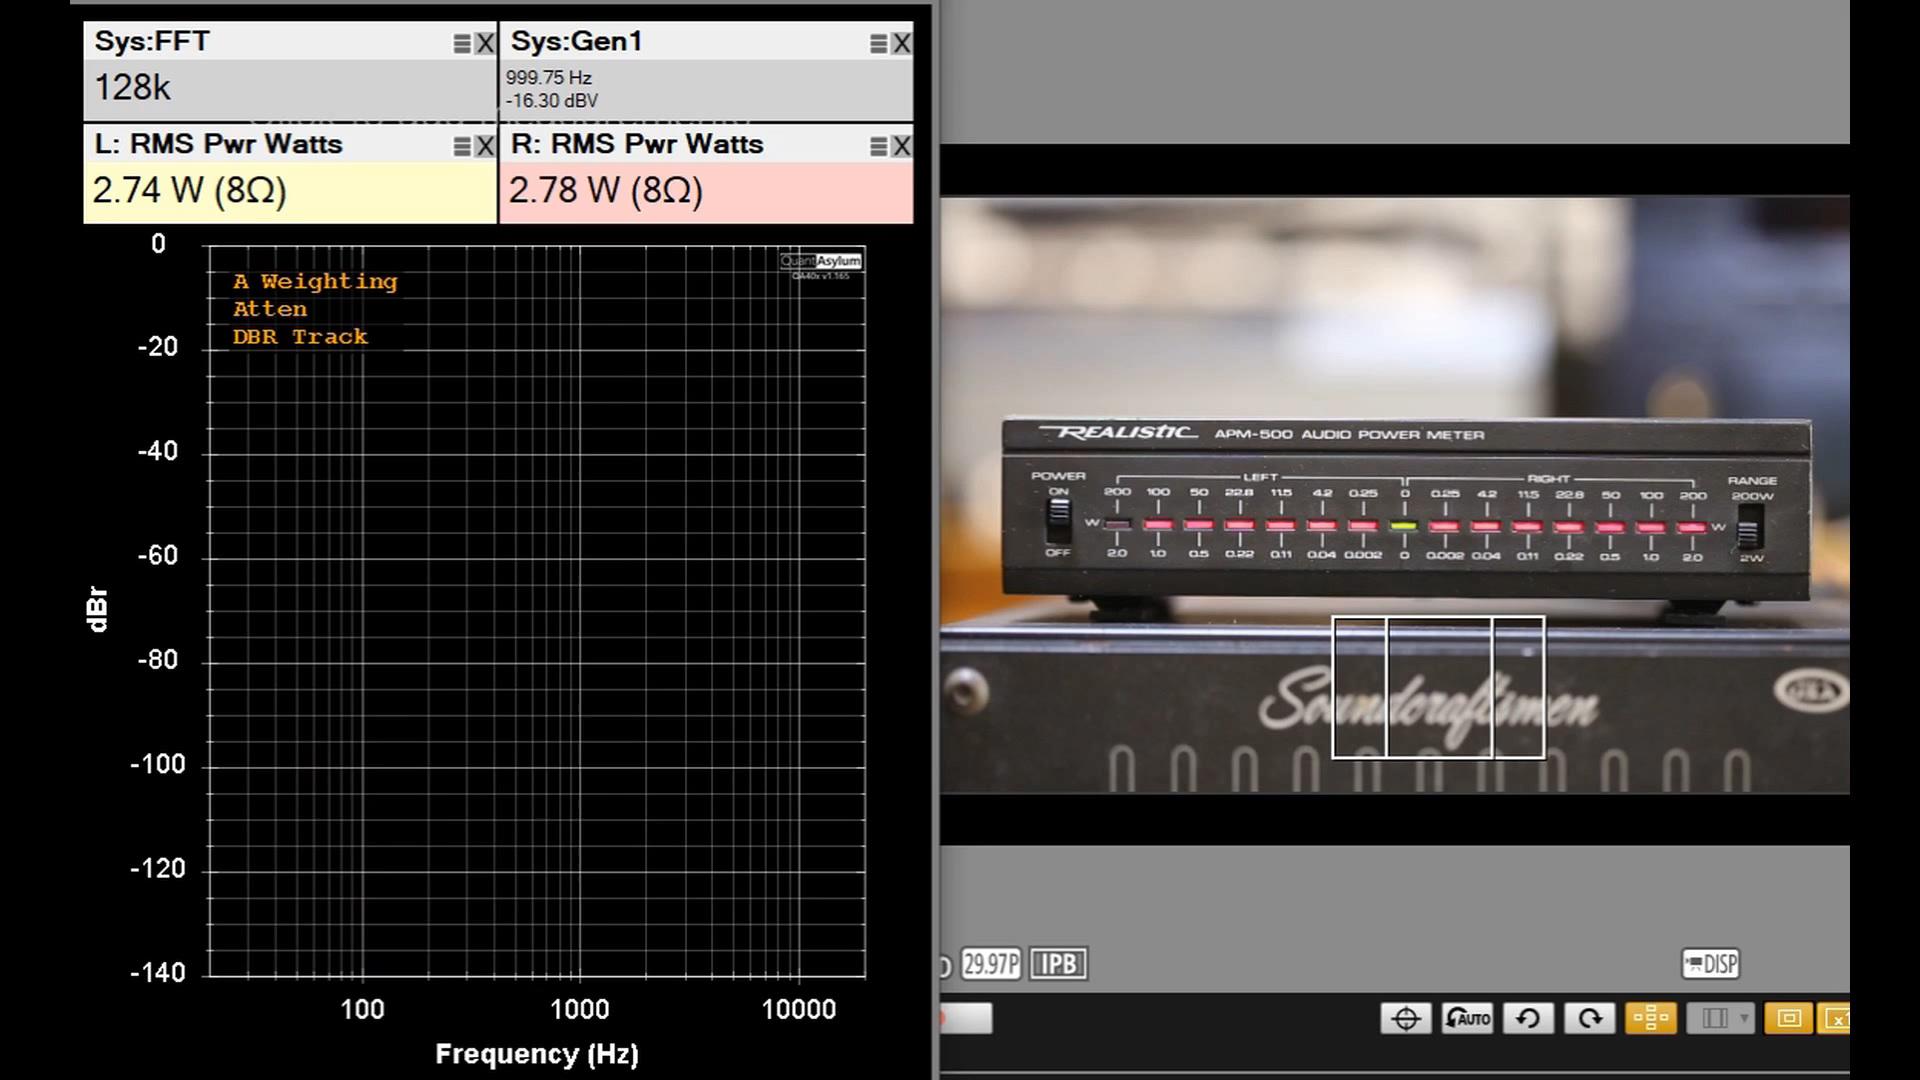 Sys:FFT
X
Sys:Gen1
X
128k
999.75 Hz
-16.30 dBV
L: RMS Pwr Watts
X
R: RMS Pwr Watts
X
2.74 W (8Ω)
2.78 W (8Ω)
0
-20
-40
-60
-80
-100
-120
-140
dBr
A Weighting
Atten
DBR Track
QuantAsylum
QA40x v1.165
100
1000
10000
Frequency (Hz)
REALISTIC APM-500 AUDIO POWER METER
POWER
ON
OFF
LEFT
RIGHT
RANGE
200W
2W
200 100 50 22.8 11.5 4.2 0.25 0 0.25 4.2 11.5 22.8 50 100 200
W
W
2.0 1.0 0.5 0.22 0.11 0.04 0.002 0 0.002 0.04 0.11 0.22 0.5 1.0 2.0
Soundcraftsmen
USA
29.97P
IPB
DISP
AUTO